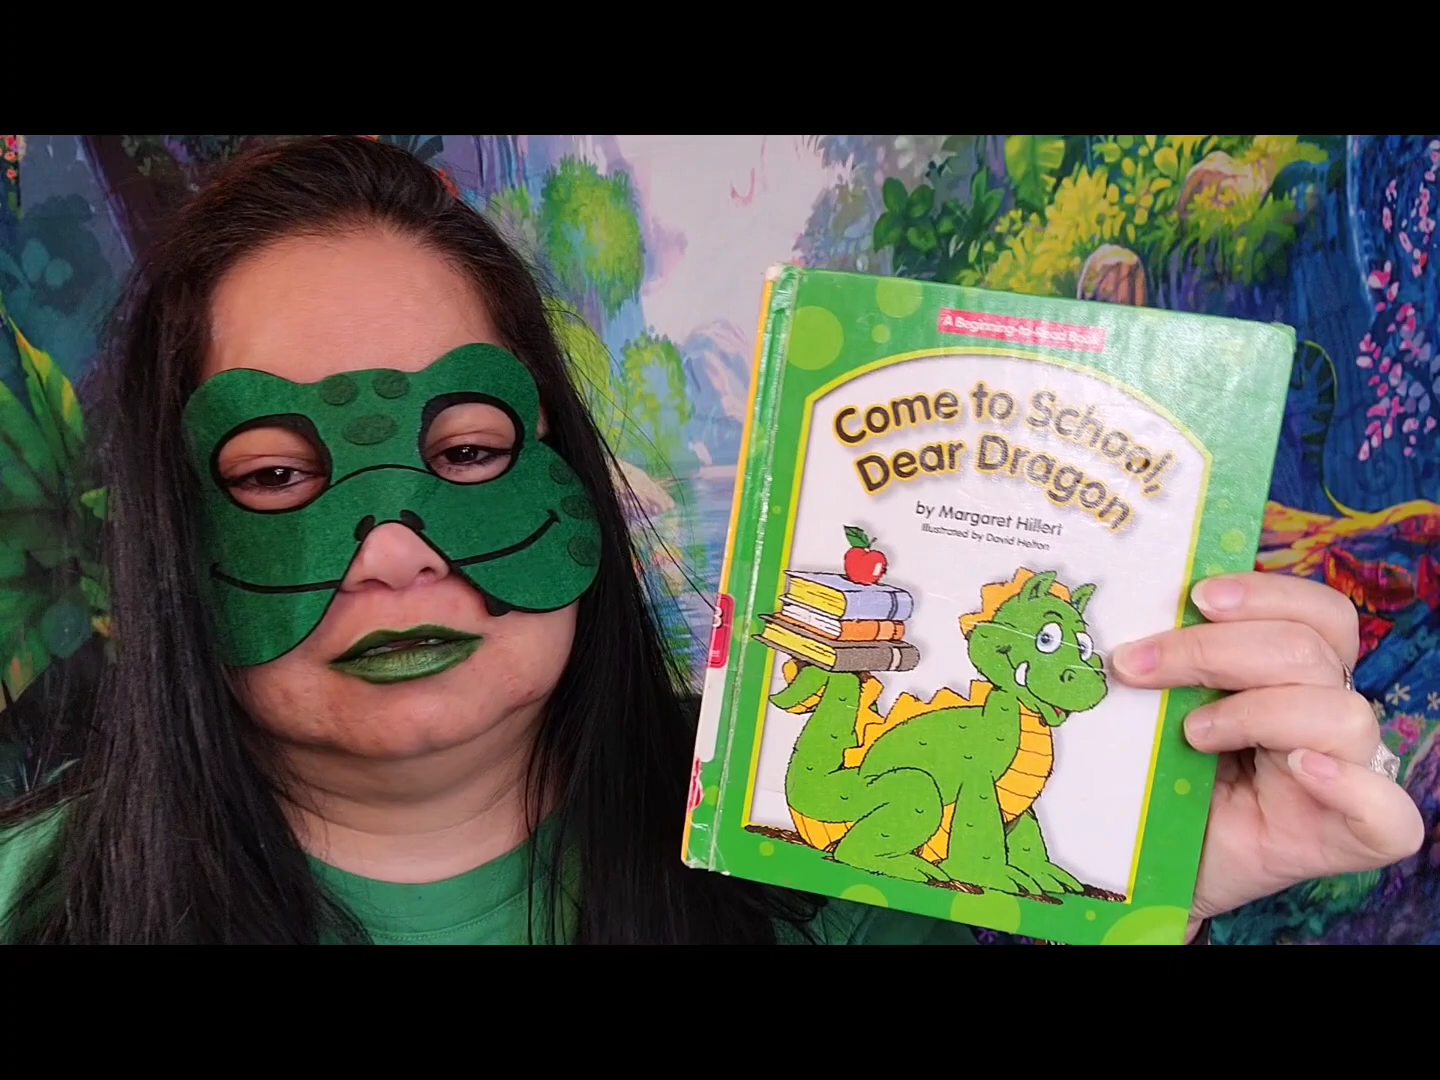 A Beginning-to-Read Book
Come to School,
Dear Dragon
by Margaret Hillert
Illustrated by David Helton